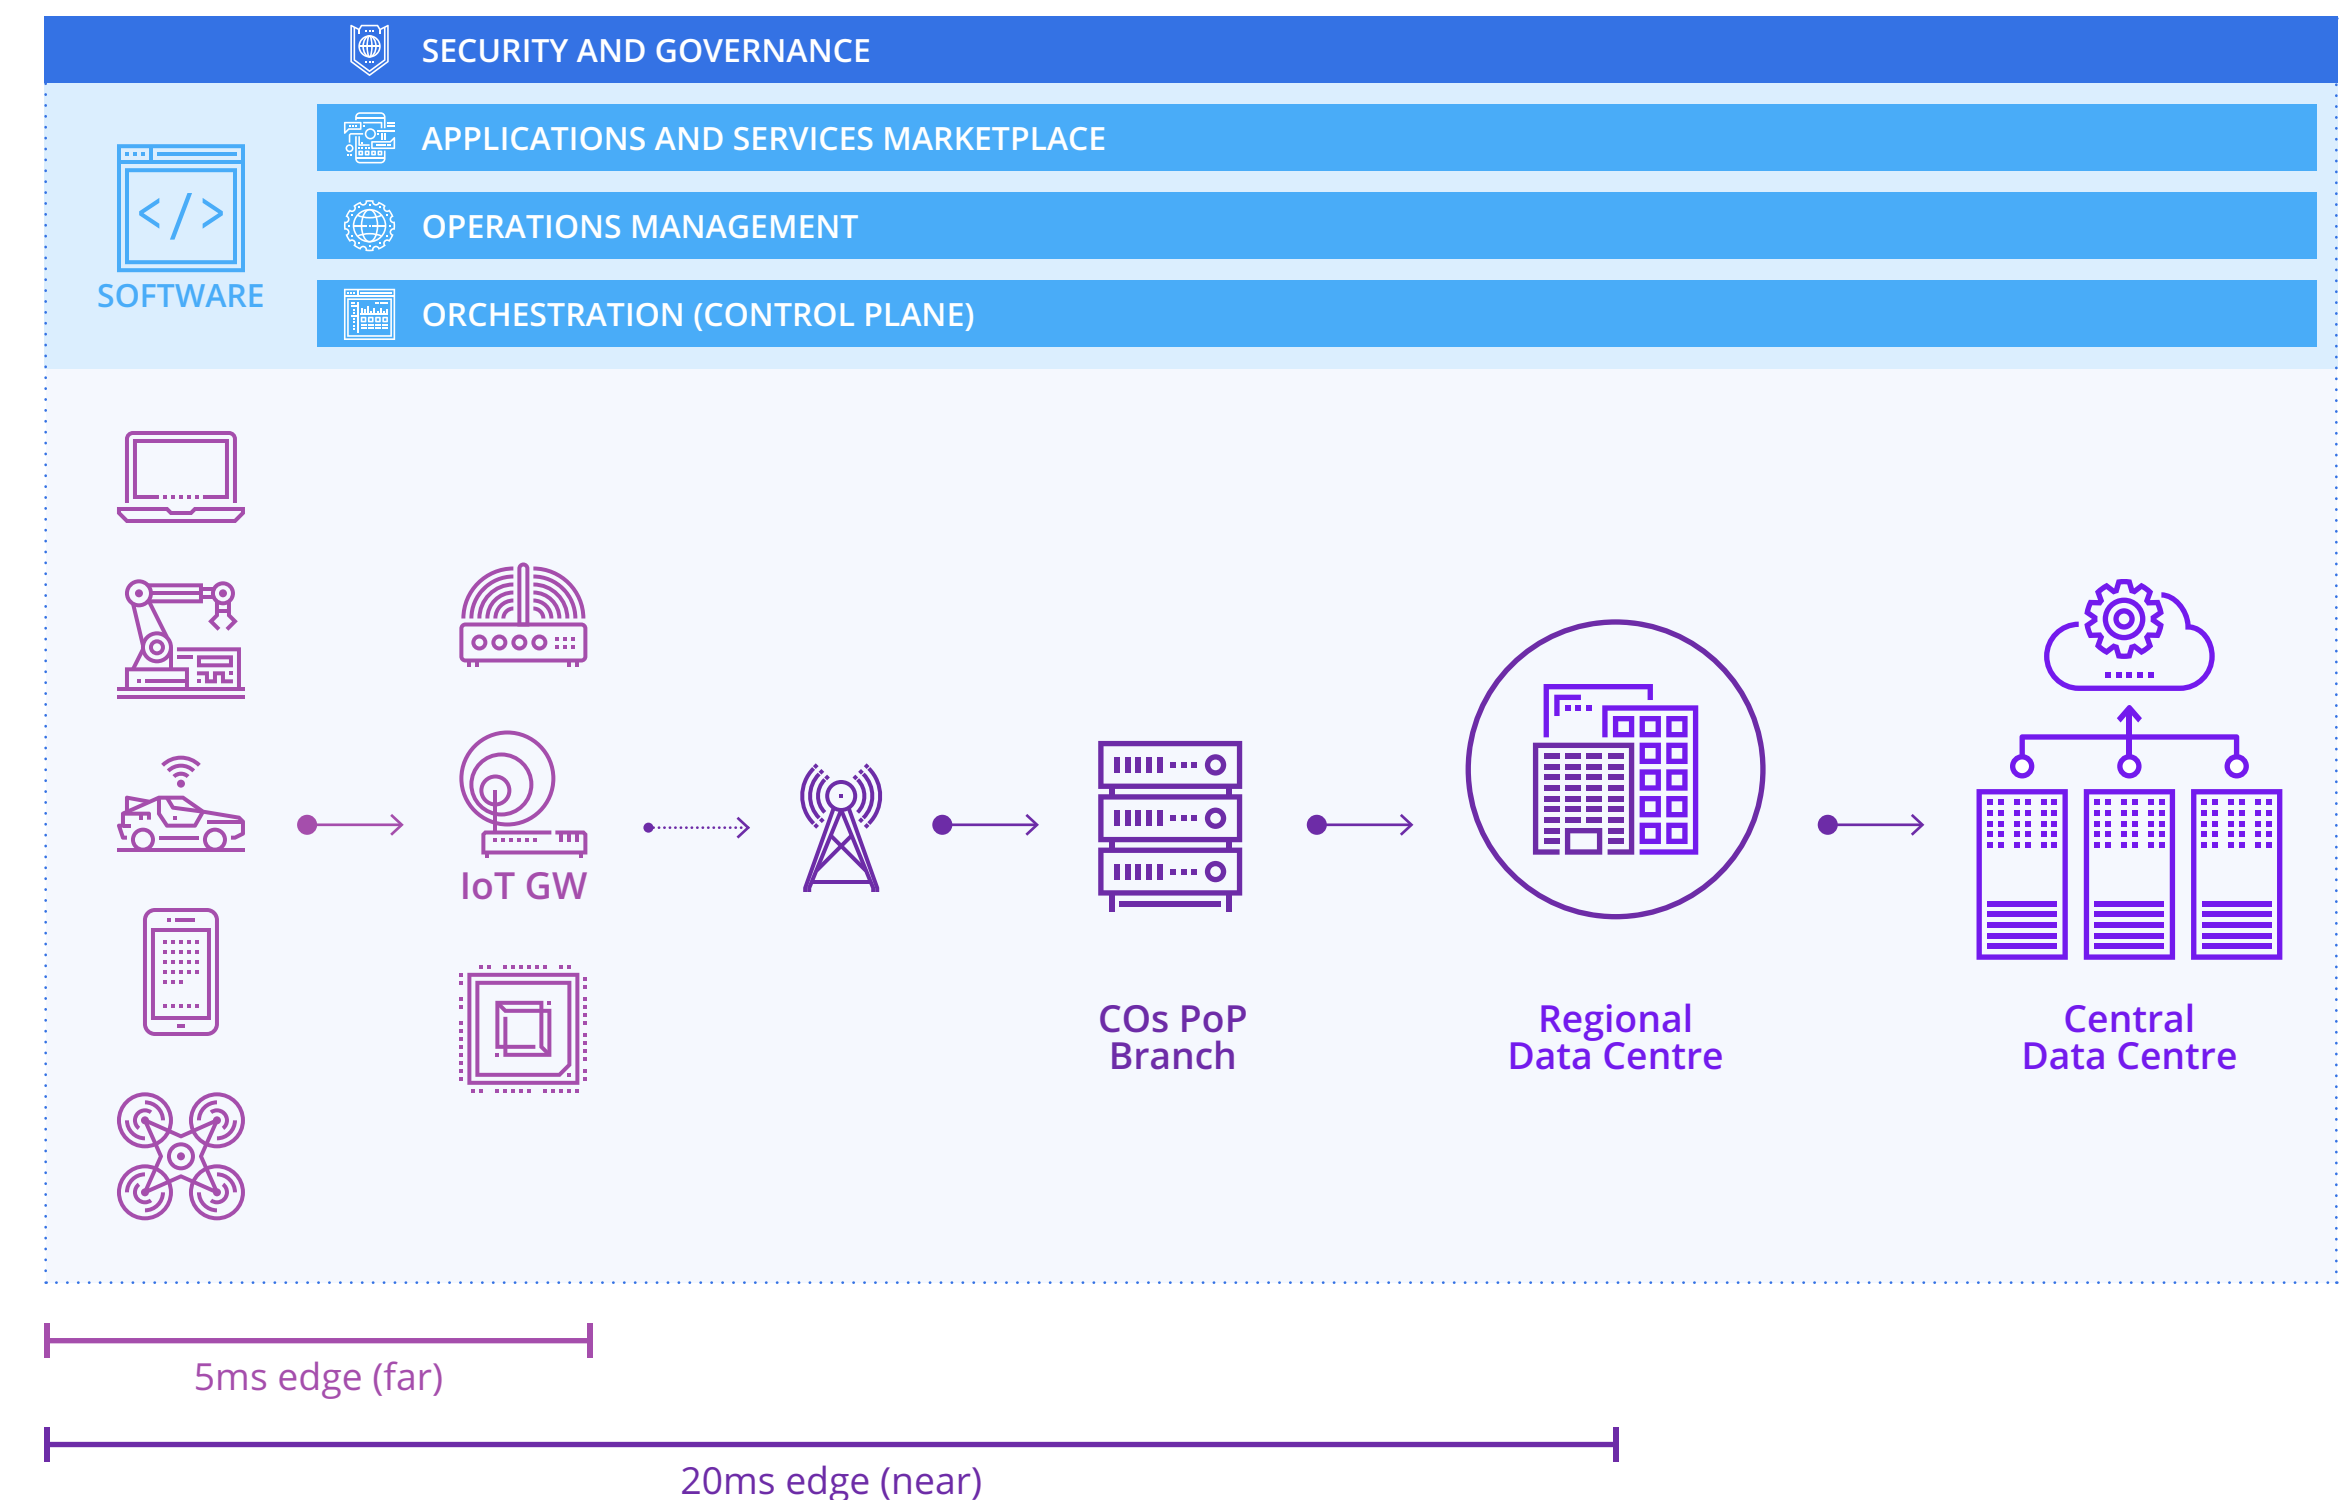 SECURITY AND GOVERNANCE
APPLICATIONS AND SERVICES MARKETPLACE
OPERATIONS MANAGEMENT
ORCHESTRATION (CONTROL PLANE)
</>
SOFTWARE
IoT GW
COs PoP
Branch
Regional
Data Centre
Central
Data Centre
5ms edge (far)
20ms edge (near)